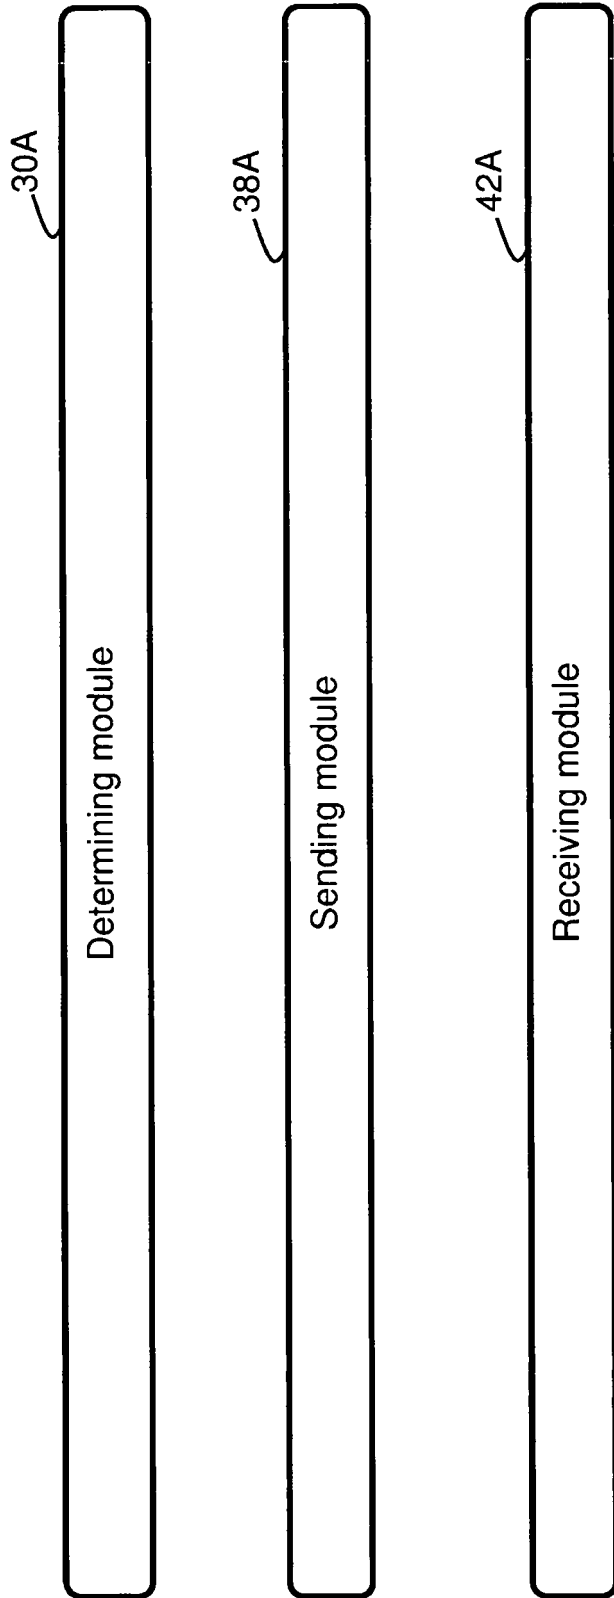 30A
Determining module
38A
Sending module
42A
Receiving module